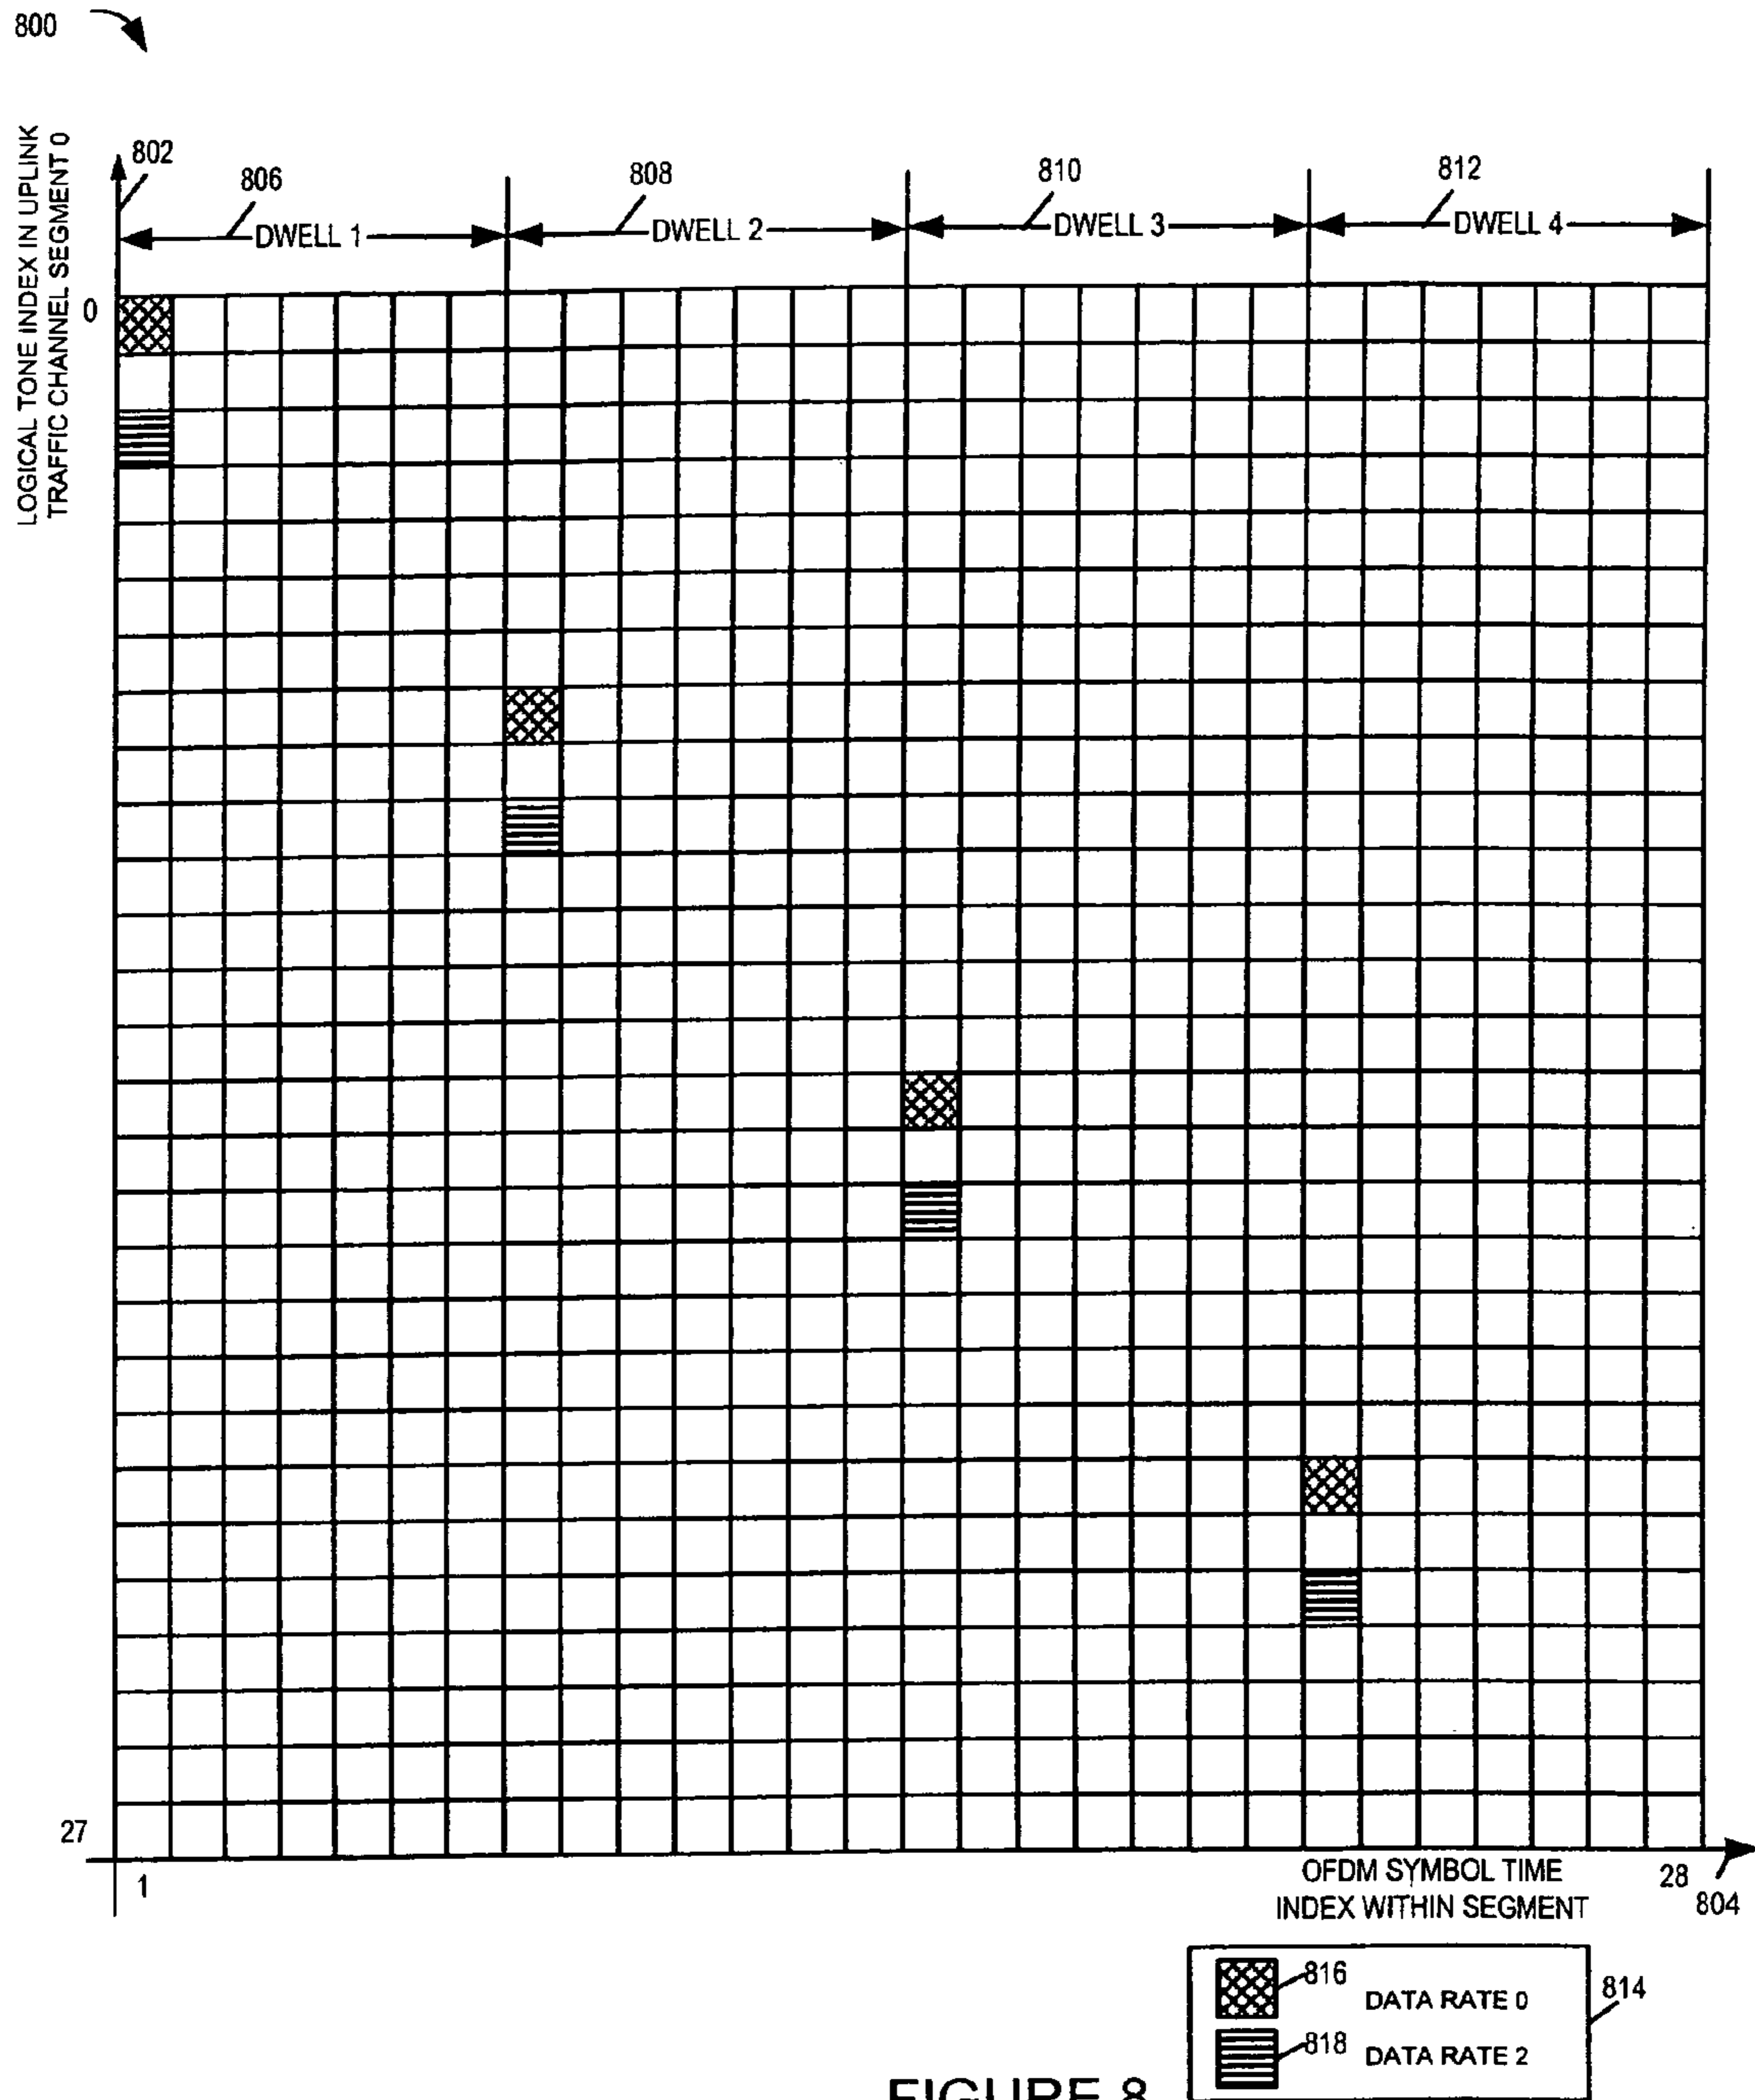 800
LOGICAL TONE INDEX IN UPLINK
TRAFFIC CHANNEL SEGMENT 0
802
806
808
810
812
DWELL 1
DWELL 2
DWELL 3
DWELL 4
0
27
1
OFDM SYMBOL TIME
INDEX WITHIN SEGMENT
28
804
816
DATA RATE 0
814
818
DATA RATE 2
FIGURE 8